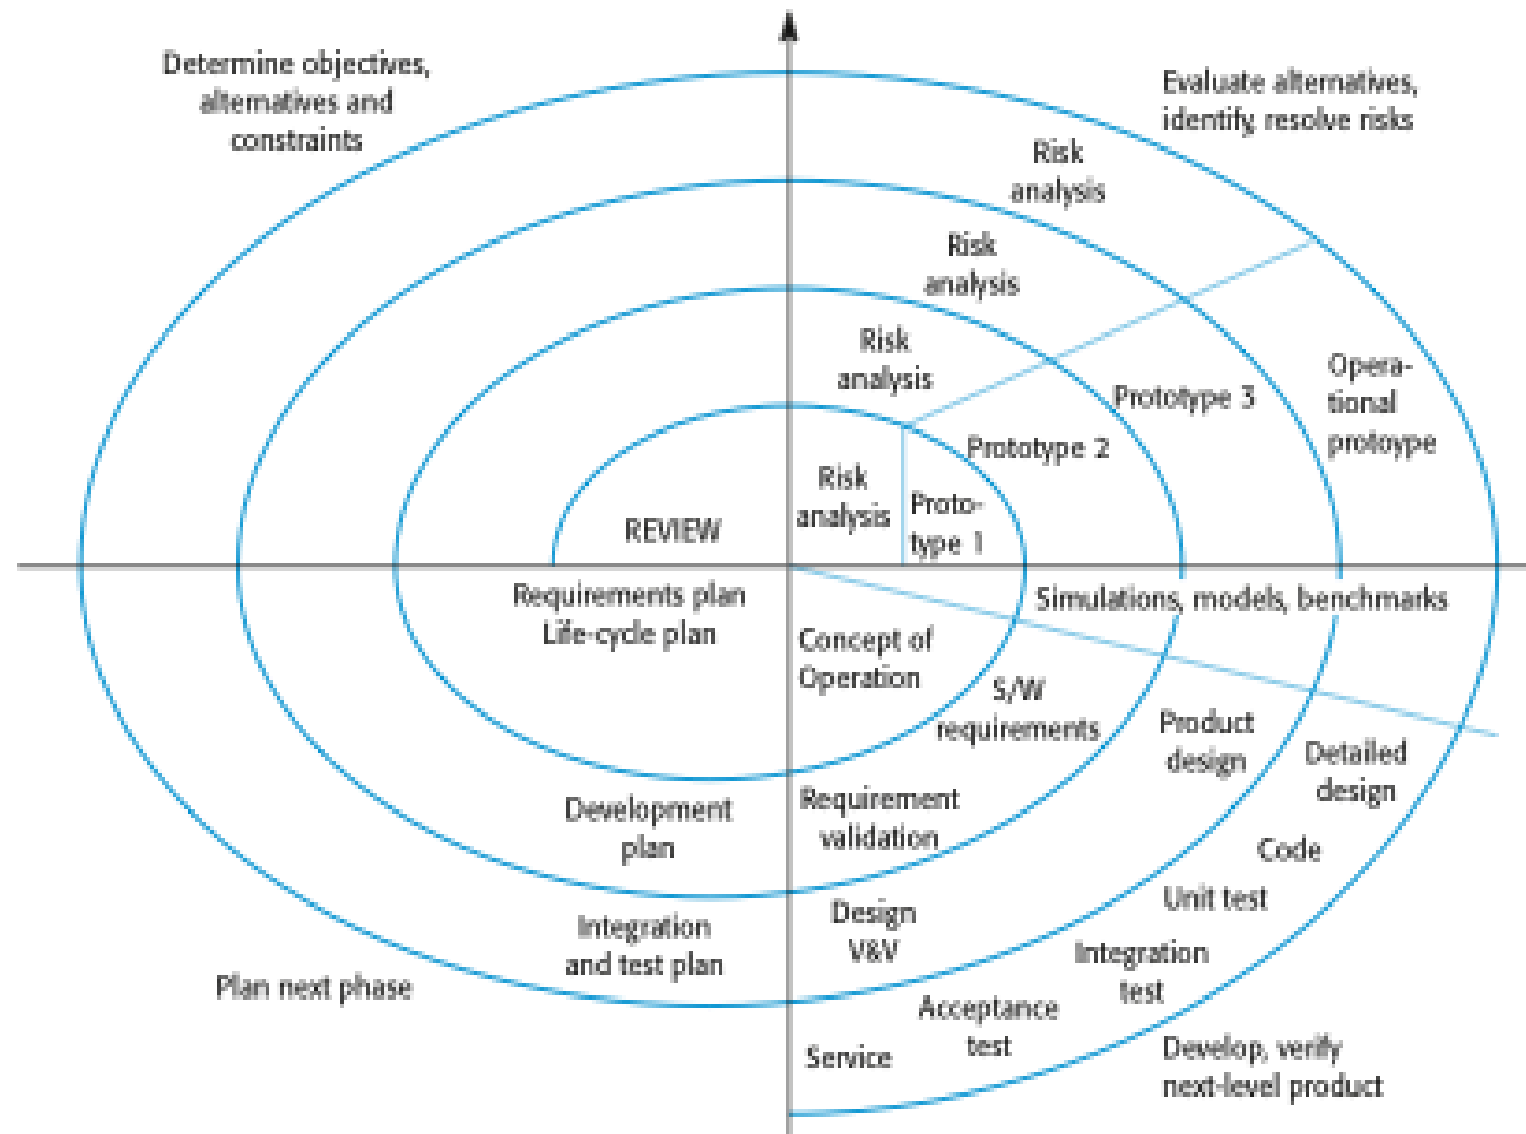 Determine objectives,
alternatives and
constraints
Evaluate alternatives,
identify, resolve risks
Risk
analysis
Risk
analysis
Risk
analysis
Risk
analysis
Opera-
tional
protoype
Prototype 3
Prototype 2
Proto-
type 1
REVIEW
Requirements plan
Life-cycle plan
Simulations, models, benchmarks
Concept of
Operation
S/W
requirements
Product
design
Detailed
design
Development
plan
Requirement
validation
Code
Unit test
Integration
and test plan
Design
V&V
Integration
test
Plan next phase
Acceptance
test
Service
Develop, verify
next-level product